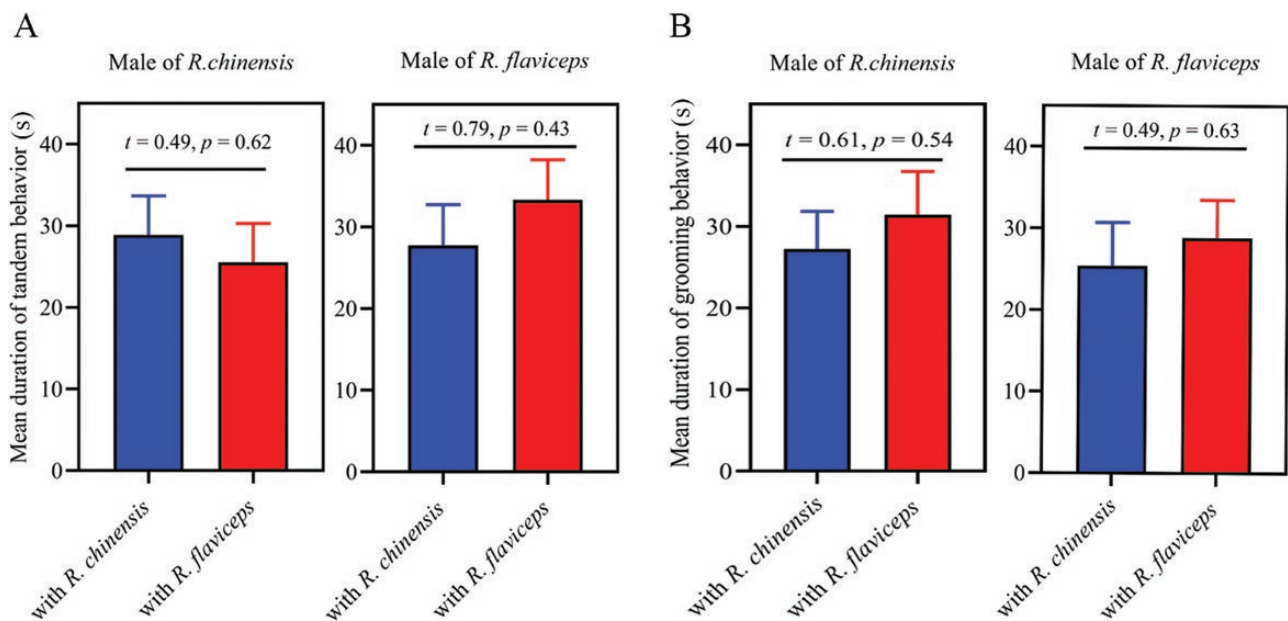 A
Male of R.chinensis
Mean duration of tandem behavior (s)
40
30
20
10
0
t = 0.49, p = 0.62
with R. chinensis
with R. flaviceps
Male of R. flaviceps
40
30
20
10
0
t = 0.79, p = 0.43
with R. chinensis
with R. flaviceps
B
Male of R.chinensis
Mean duration of grooming behavior (s)
40
30
20
10
0
t = 0.61, p = 0.54
with R. chinensis
with R. flaviceps
Male of R. flaviceps
40
30
20
10
0
t = 0.49, p = 0.63
with R. chinensis
with R. flaviceps